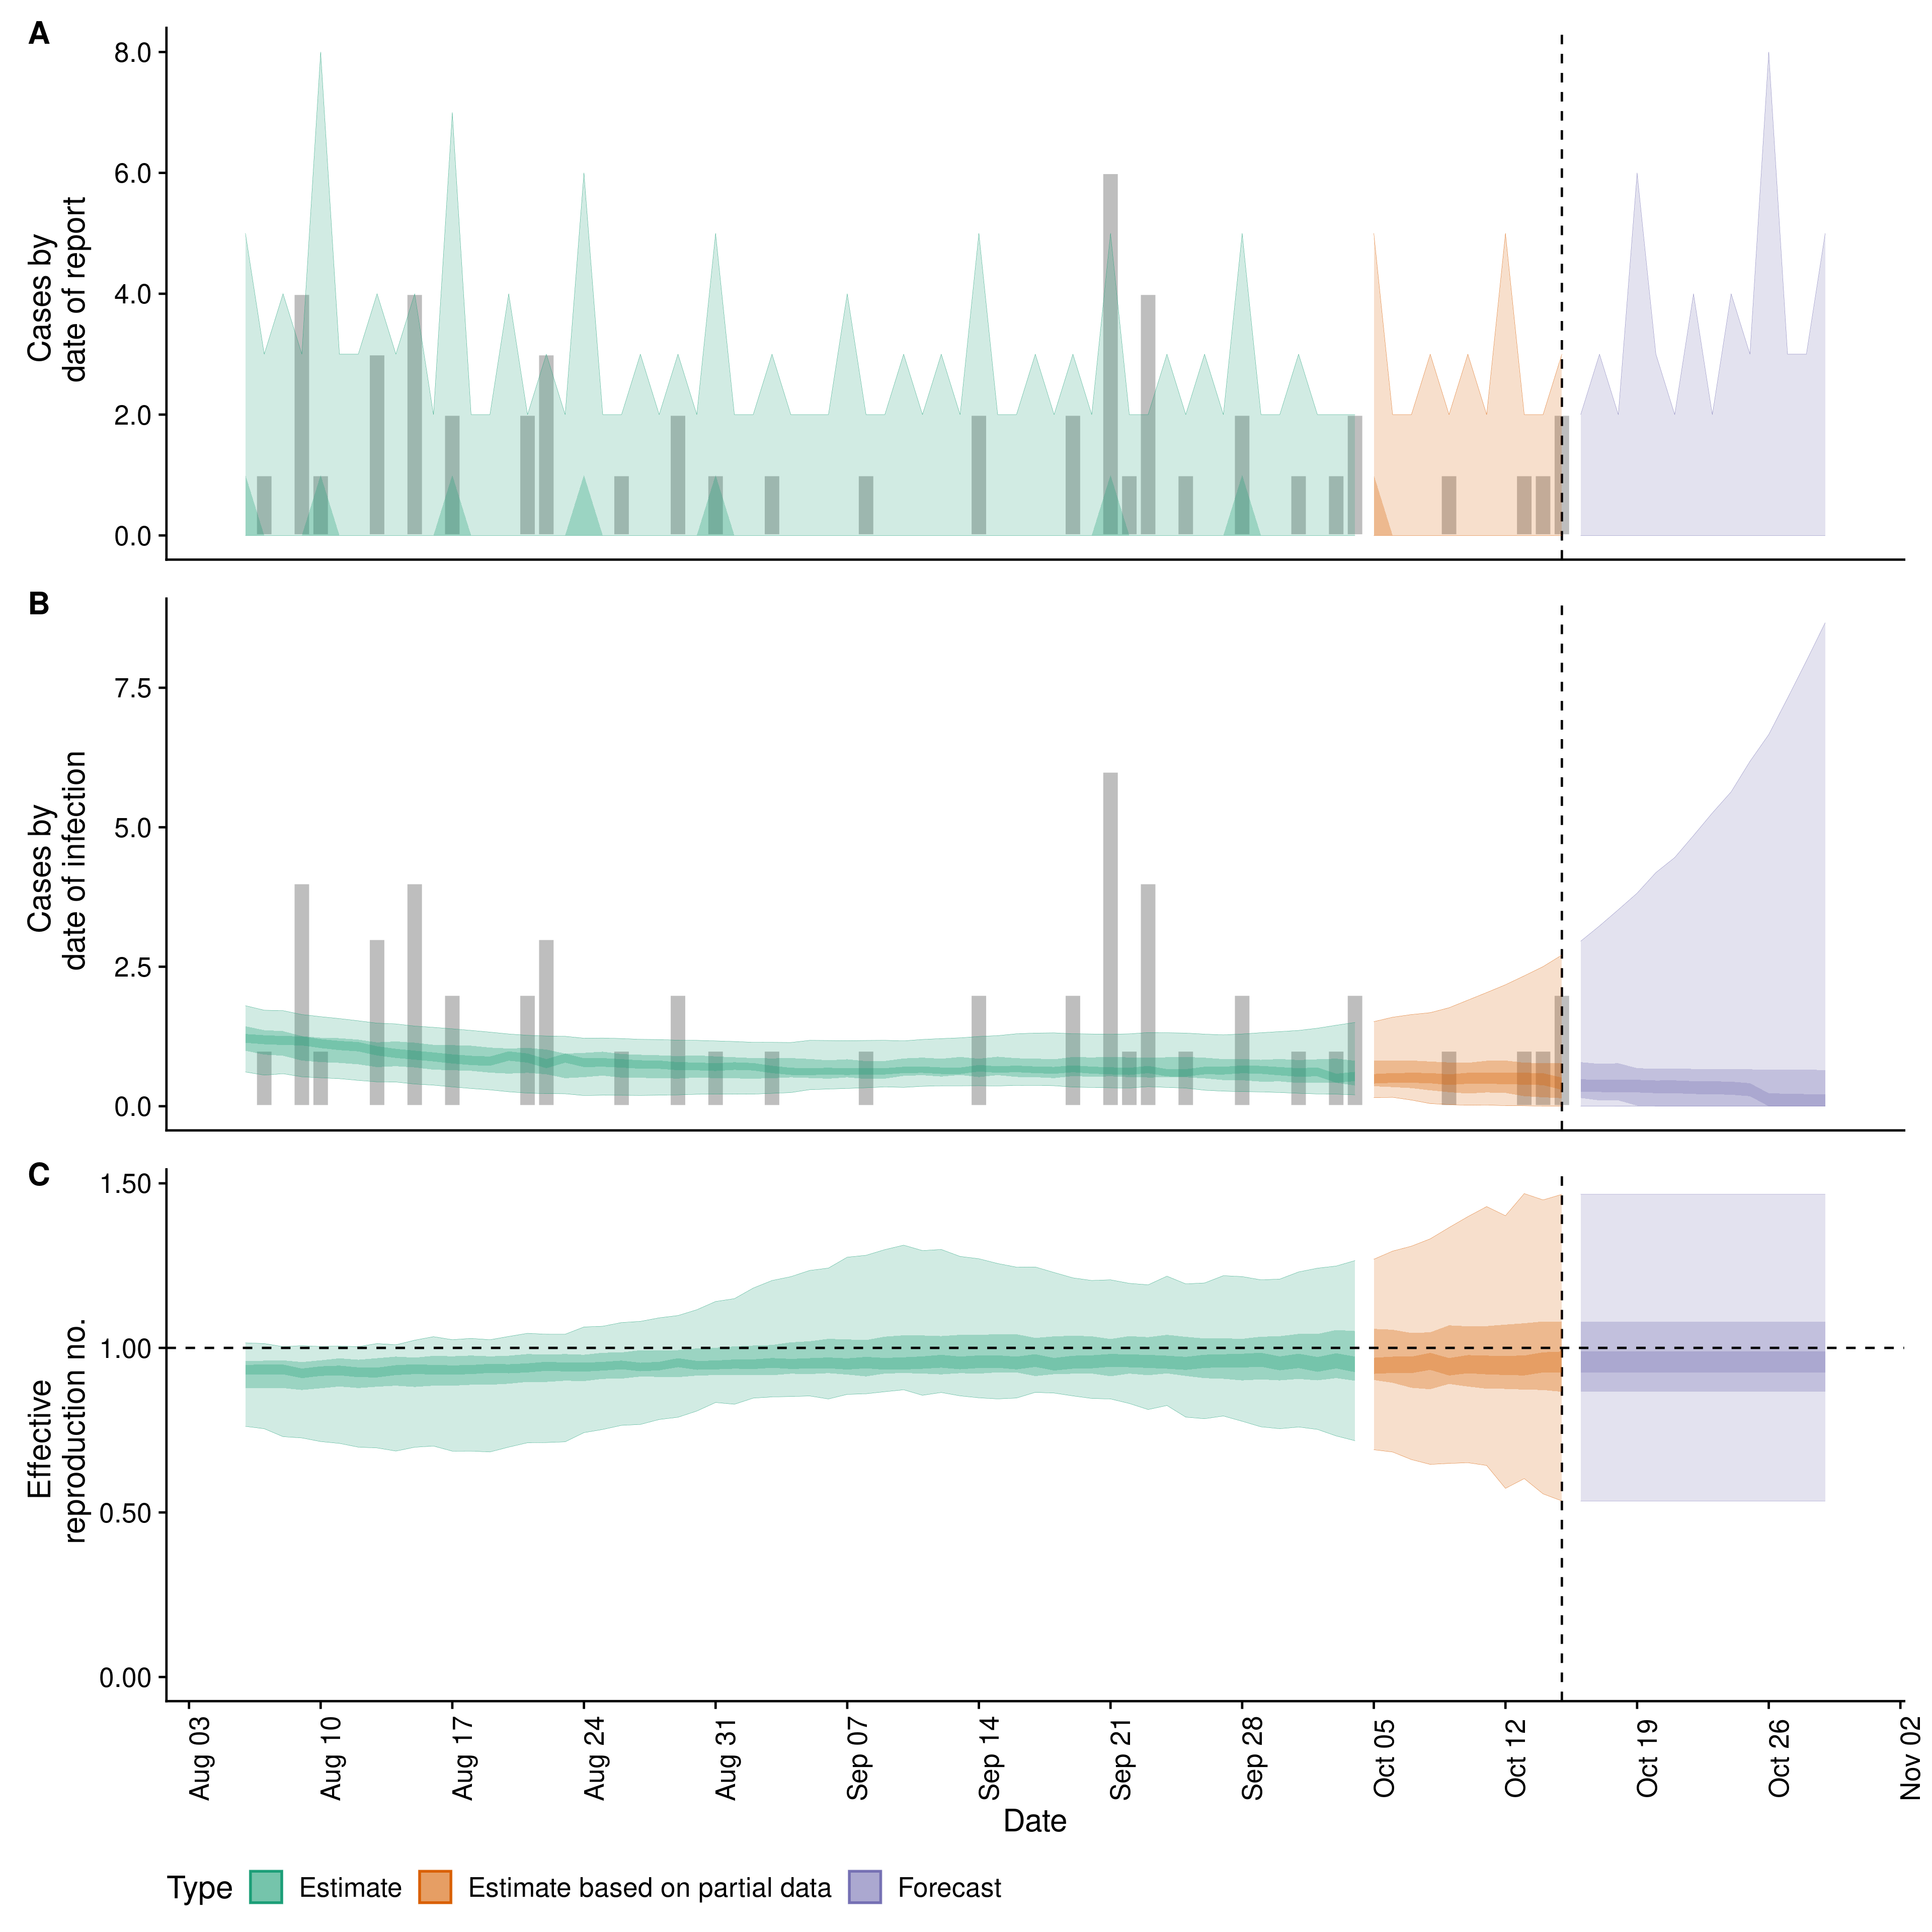 A
8.0
6.0
4.0
2.0
0.0
Cases by
date of report
B
7.5
5.0
2.5
0.0
Cases by
date of infection
C
1.50
1.00
0.50
0.00
Effective
reproduction no.
Aug 03
Aug 10
Aug 17
Aug 24
Aug 31
Sep 07
Sep 14
Sep 21
Sep 28
Oct 05
Oct 12
Oct 19
Oct 26
Nov 02
Date
Type Estimate Estimate based on partial data Forecast